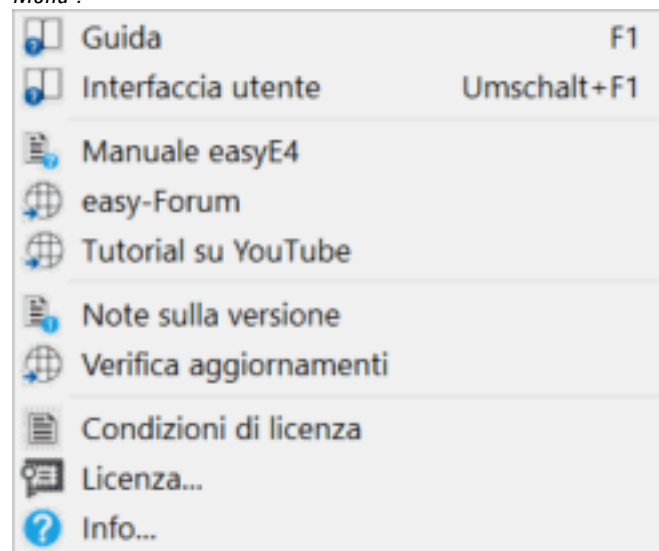 Menu ?
Guida F1
Interfaccia utente Umschalt+F1
Manuale easyE4
easy-Forum
Tutorial su YouTube
Note sulla versione
Verifica aggiornamenti
Condizioni di licenza
Licenza...
Info...